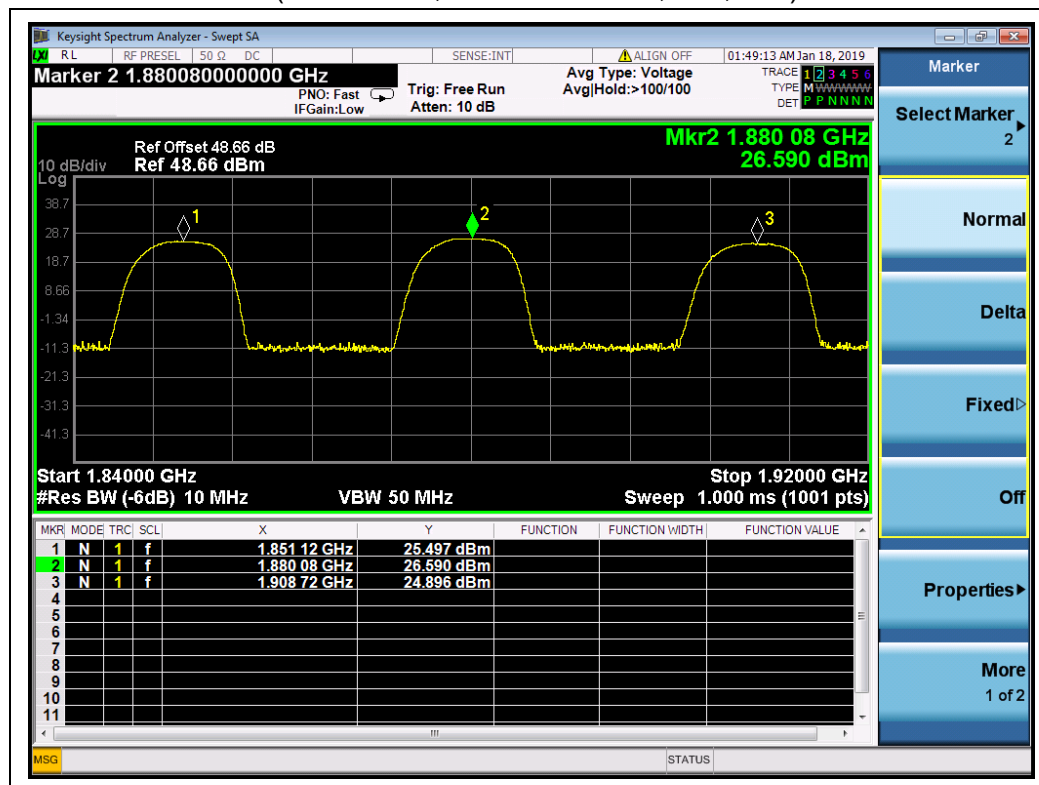 Keysight Spectrum Analyzer - Swept SA
LXI RL RF PRESEL 50 Ω DC SENSE:INT ALIGN OFF 01:49:13 AM Jan 18, 2019
Marker 2 1.880080000000 GHz
PNO: Fast
IFGain:Low
Trig: Free Run
Atten: 10 dB
Avg Type: Voltage
Avg|Hold:>100/100
TRACE 1 2 3 4 5 6
TYPE M W W W W W
DET P P N N N N
Mkr2 1.880 08 GHz
26.590 dBm
Ref Offset 48.66 dB
10 dB/div Ref 48.66 dBm
Log
38.7
28.7
18.7
8.66
-1.34
-11.3
-21.3
-31.3
-41.3
1
2
3
Start 1.84000 GHz Stop 1.92000 GHz
#Res BW (-6dB) 10 MHz VBW 50 MHz Sweep 1.000 ms (1001 pts)
MKR MODE TRC SCL X Y FUNCTION FUNCTION WIDTH FUNCTION VALUE
1 N 1 f 1.851 12 GHz 25.497 dBm
2 N 1 f 1.880 08 GHz 26.590 dBm
3 N 1 f 1.908 72 GHz 24.896 dBm
4
5
6
7
8
9
10
11
MSG STATUS
Marker
Select Marker
2
Normal
Delta
Fixed
Off
Properties
More
1 of 2